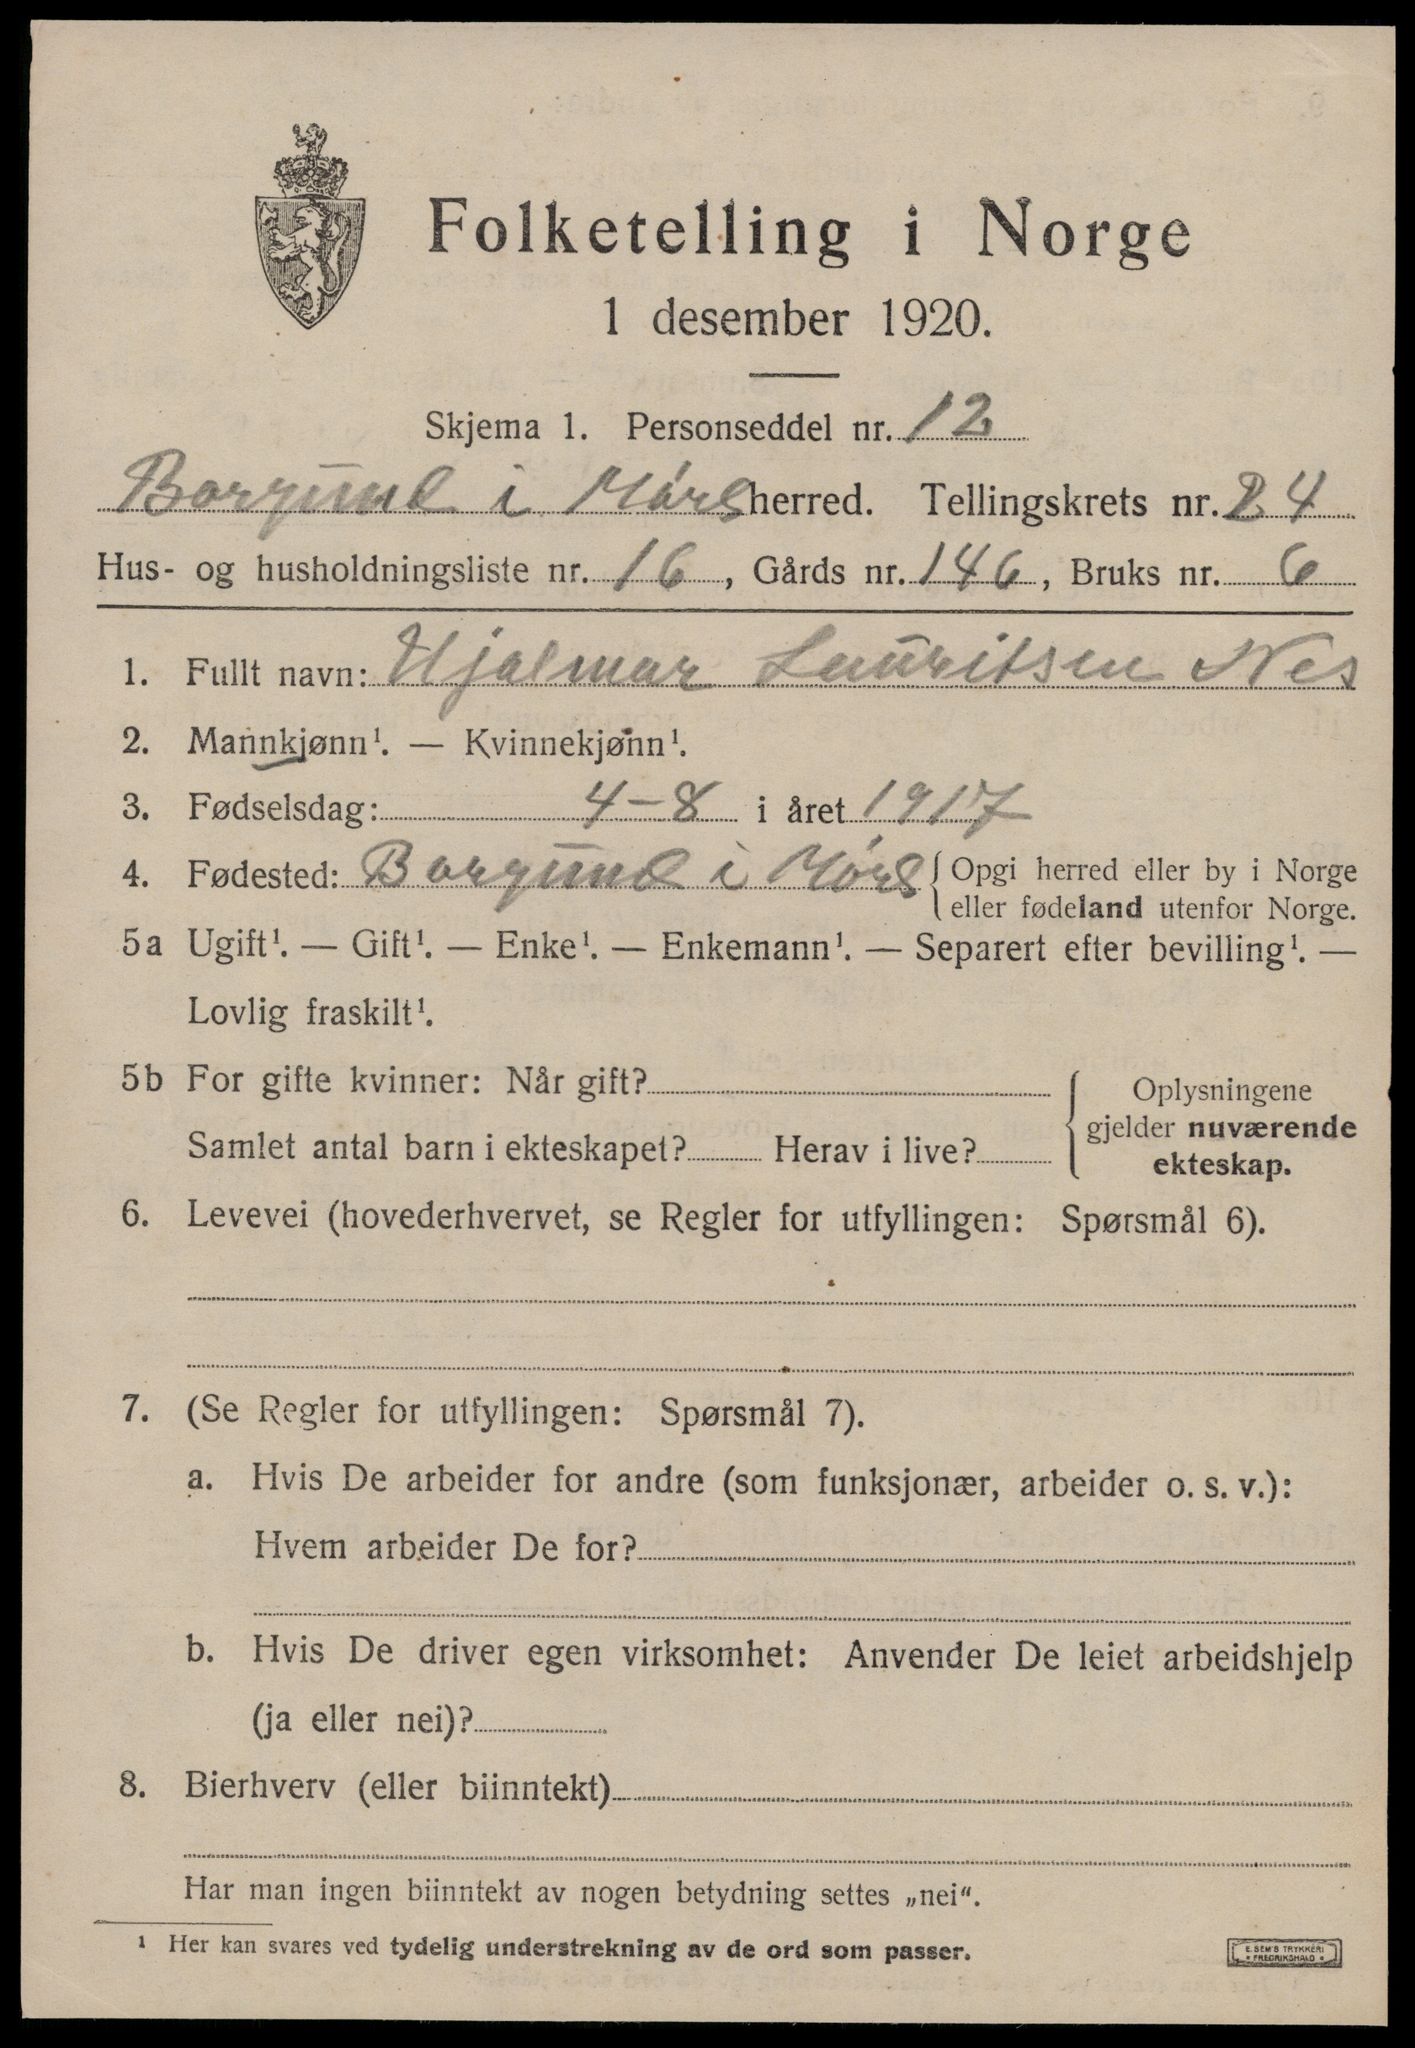 Folketelling i Norge
1 desember 1920.
Skjema 1. Personseddel nr. 12
Borgund i Møre herred. Tellingskrets nr. 24
Hus- og husholdningsliste nr. 16, Gårds nr. 146, Bruks nr. 6
1. Fullt navn: Hjalmar Lauritsen Nes
2. Mannkjønn¹. — Kvinnekjønn¹.
3. Fødselsdag: 4-8 i året 1917
4. Fødested: Borgund i Møre { Opgi herred eller by i Norge
eller fødeland utenfor Norge.
5a Ugift¹. — Gift¹. — Enke¹. — Enkemann¹. — Separert efter bevilling¹. —
Lovlig fraskilt¹.
5b For gifte kvinner: Når gift?
Samlet antal barn i ekteskapet? Herav i live?
Oplysningene
gjelder nuværende
ekteskap.
6. Levevei (hovederhvervet, se Regler for utfyllingen: Spørsmål 6).
7. (Se Regler for utfyllingen: Spørsmål 7).
a. Hvis De arbeider for andre (som funksjonær, arbeider o. s. v.):
Hvem arbeider De for?
b. Hvis De driver egen virksomhet: Anvender De leiet arbeidshjelp
(ja eller nei)?
8. Bierhverv (eller biinntekt)
Har man ingen biinntekt av nogen betydning settes „nei“.
¹ Her kan svares ved tydelig understrekning av de ord som passer.
E. SEM'S TRYKKERI
FREDRIKSHALD